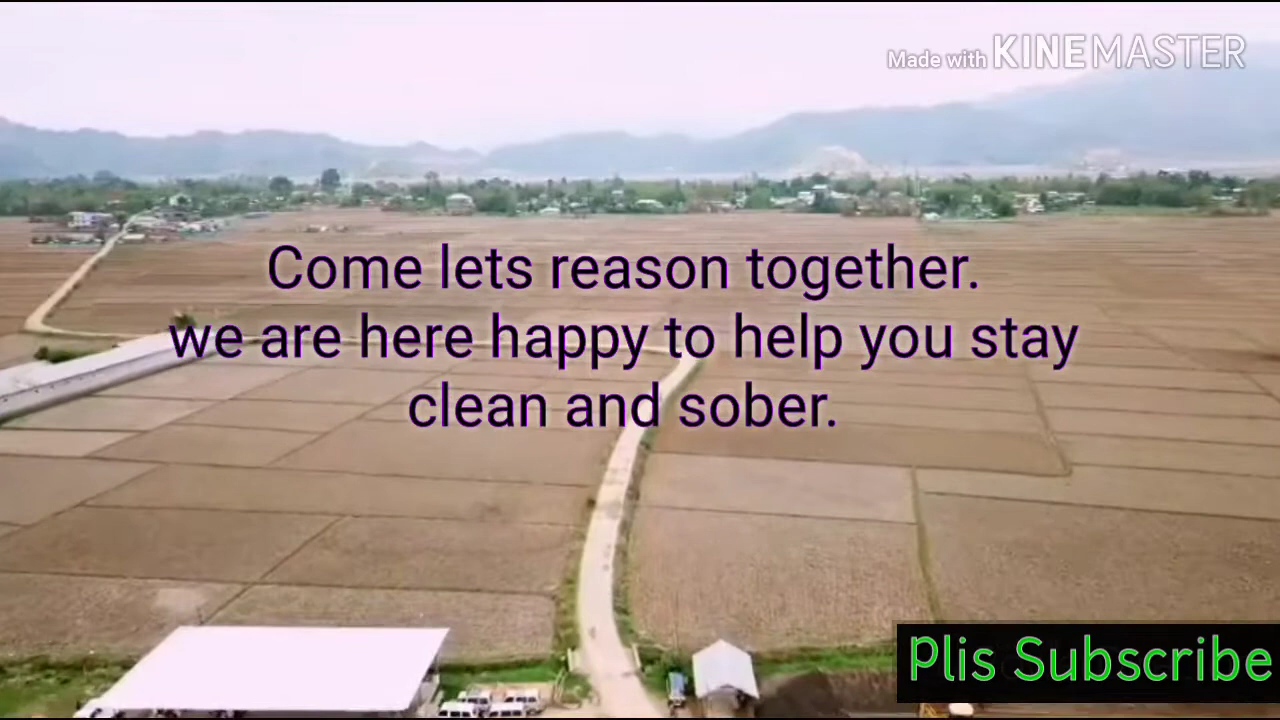 Made with KINEMASTER
Come lets reason together.
we are here happy to help you stay
clean and sober.
Plis Subscribe